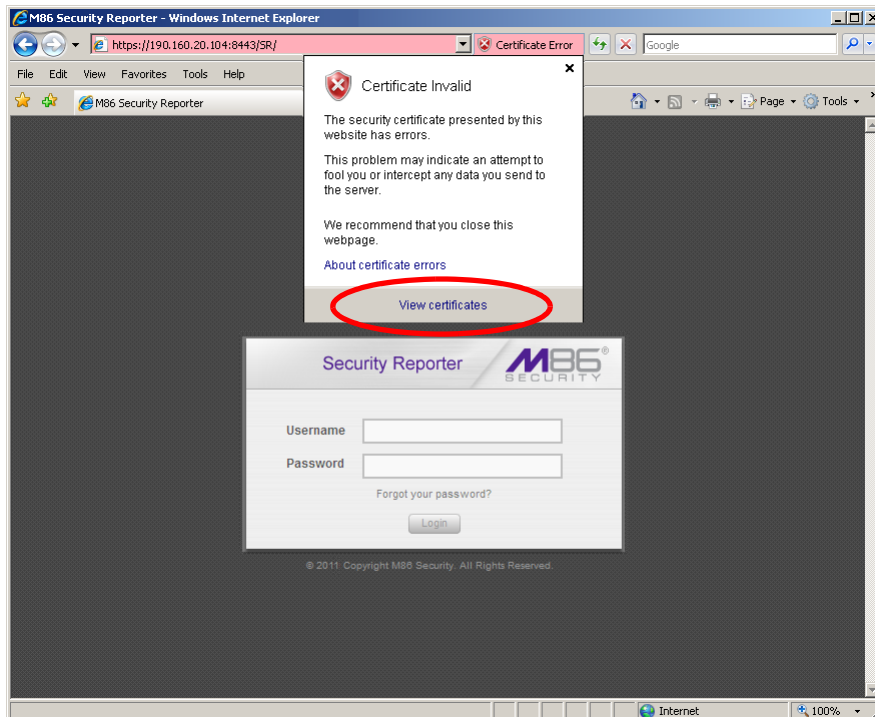 M86 Security Reporter - Windows Internet Explorer
https://190.160.20.104:8443/SR/
Certificate Error
Google
File Edit View Favorites Tools Help
M86 Security Reporter
Page
Tools
Certificate Invalid
The security certificate presented by this
website has errors.
This problem may indicate an attempt to
fool you or intercept any data you send to
the server.
We recommend that you close this
webpage.
About certificate errors
View certificates
Security Reporter
M86®
SECURITY
Username
Password
Forgot your password?
Login
© 2011 Copyright M86 Security. All Rights Reserved.
Internet
100%